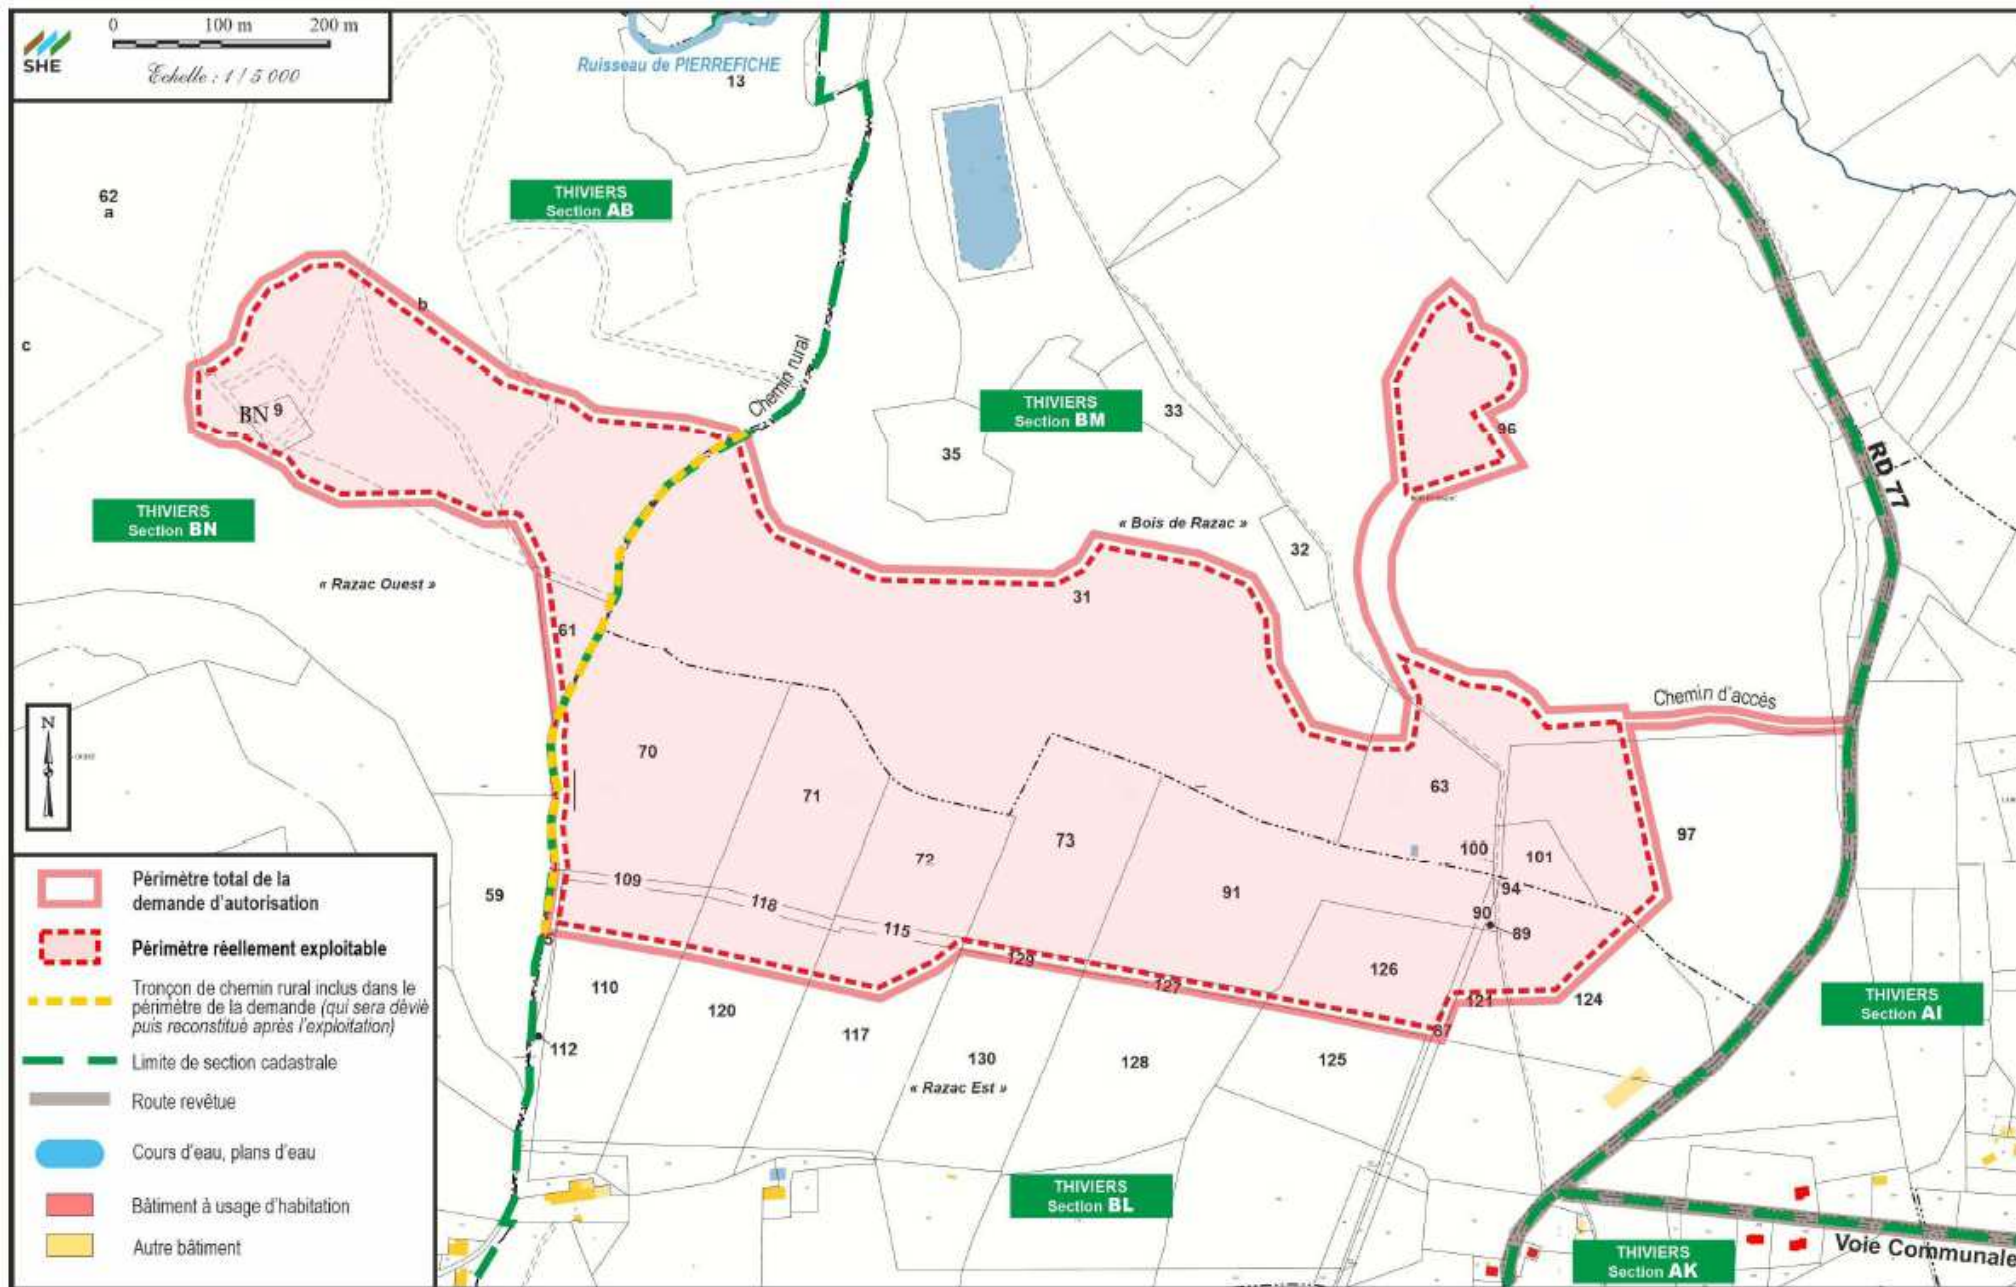 0 100 m 200 m
SHE
Echelle : 1 / 5 000
Ruisseau de PIERREFICHE
13
62
a
THIVIERS
Section AB
b
c
Chemin rural
BN 9
THIVIERS
Section BM
33
35
96
RD 77
THIVIERS
Section BN
« Bois de Razac »
32
« Razac Ouest »
31
61
Chemin d'accès
N
70
71
63
73
97
72
100
101
109
91
94
59
118
90
115
89
5
129
126
127
110
121
124
120
87
THIVIERS
Section AI
117
112
130
128
125
« Razac Est »
THIVIERS
Section BL
Voie Communale
THIVIERS
Section AK
Périmètre total de la
demande d'autorisation
Périmètre réellement exploitable
Tronçon de chemin rural inclus dans le
périmètre de la demande (qui sera dévié
puis reconstitué après l'exploitation)
Limite de section cadastrale
Route revêtue
Cours d'eau, plans d'eau
Bâtiment à usage d'habitation
Autre bâtiment